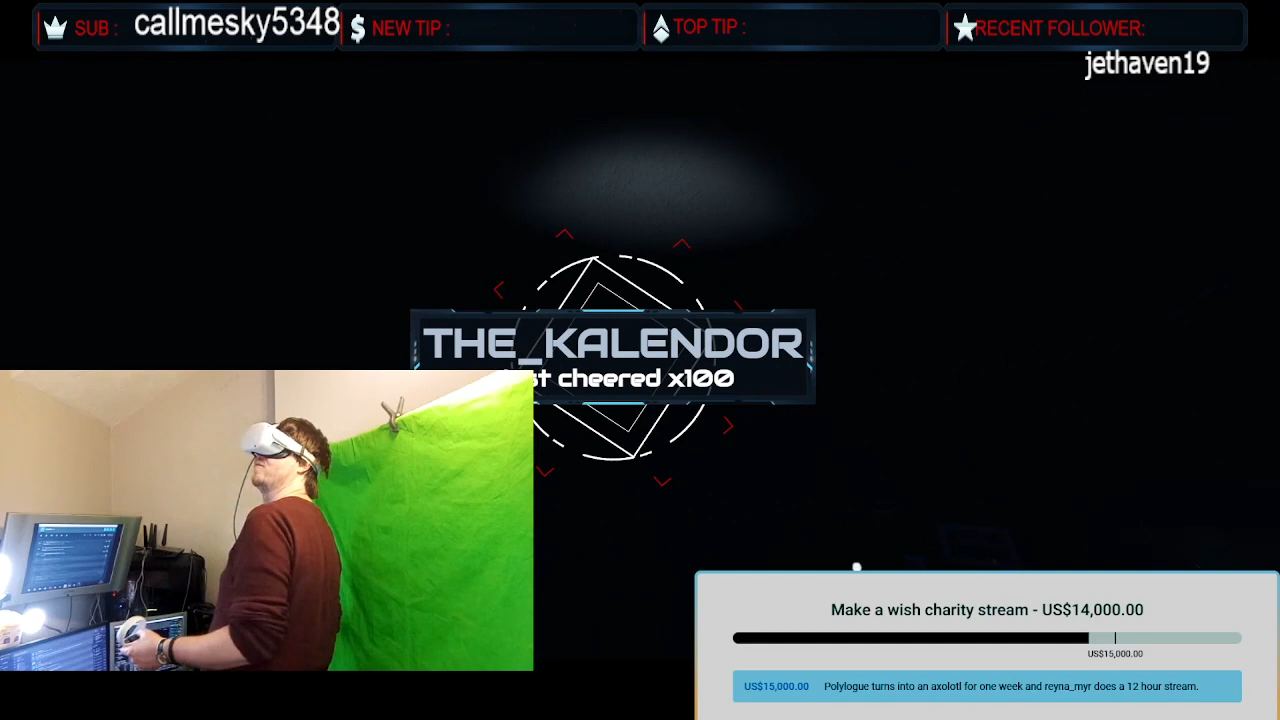 SUB : callmesky5348
NEW TIP :
TOP TIP :
RECENT FOLLOWER:
jethaven19
THE_KALENDOR
cheered x100
Make a wish charity stream - US$14,000.00
US$15,000.00
US$15,000.00 Polylogue turns into an axolotl for one week and reyna_myr does a 12 hour stream.